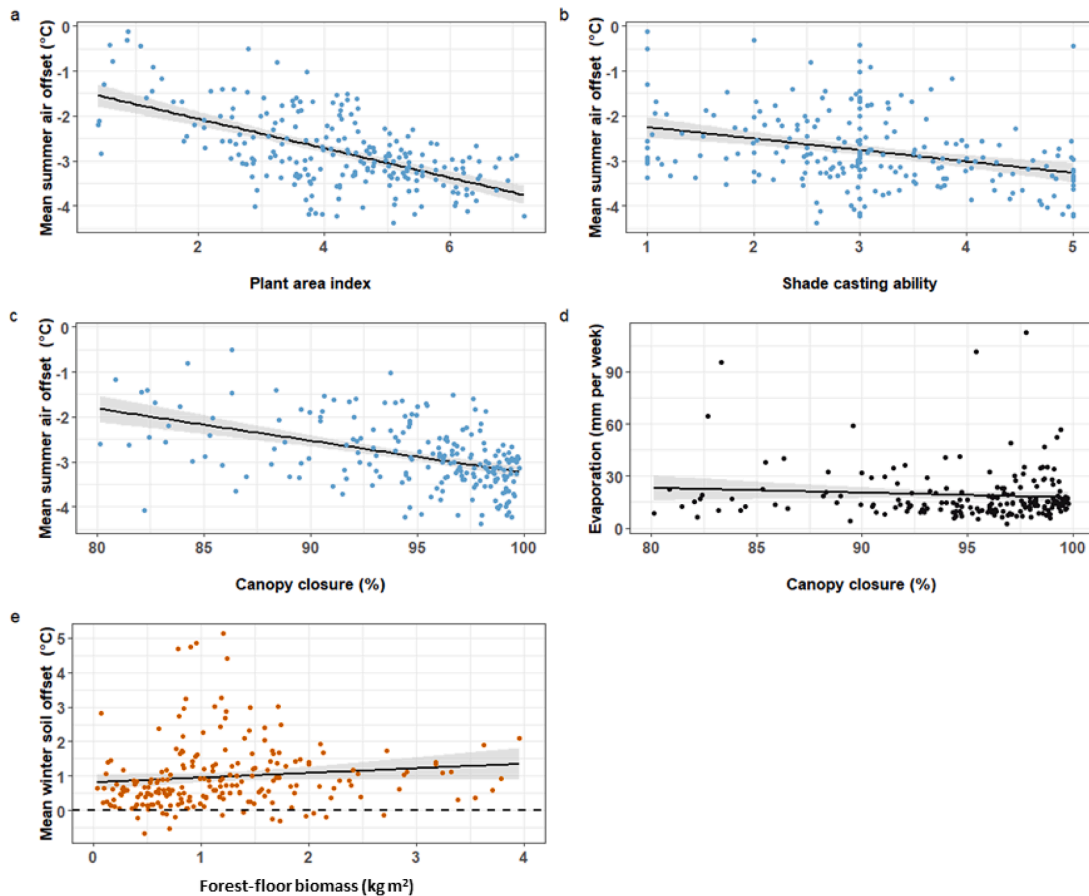 a
Mean summer air offset (°C)
0
-1
-2
-3
-4
2 4 6
Plant area index
b
Mean summer air offset (°C)
0
-1
-2
-3
-4
1 2 3 4 5
Shade casting ability
c
Mean summer air offset (°C)
0
-1
-2
-3
-4
80 85 90 95 100
Canopy closure (%)
d
Evaporation (mm per week)
90
60
30
0
80 85 90 95 100
Canopy closure (%)
e
Mean winter soil offset (°C)
5
4
3
2
1
0
0 1 2 3 4
Forest-floor biomass (kg m²)